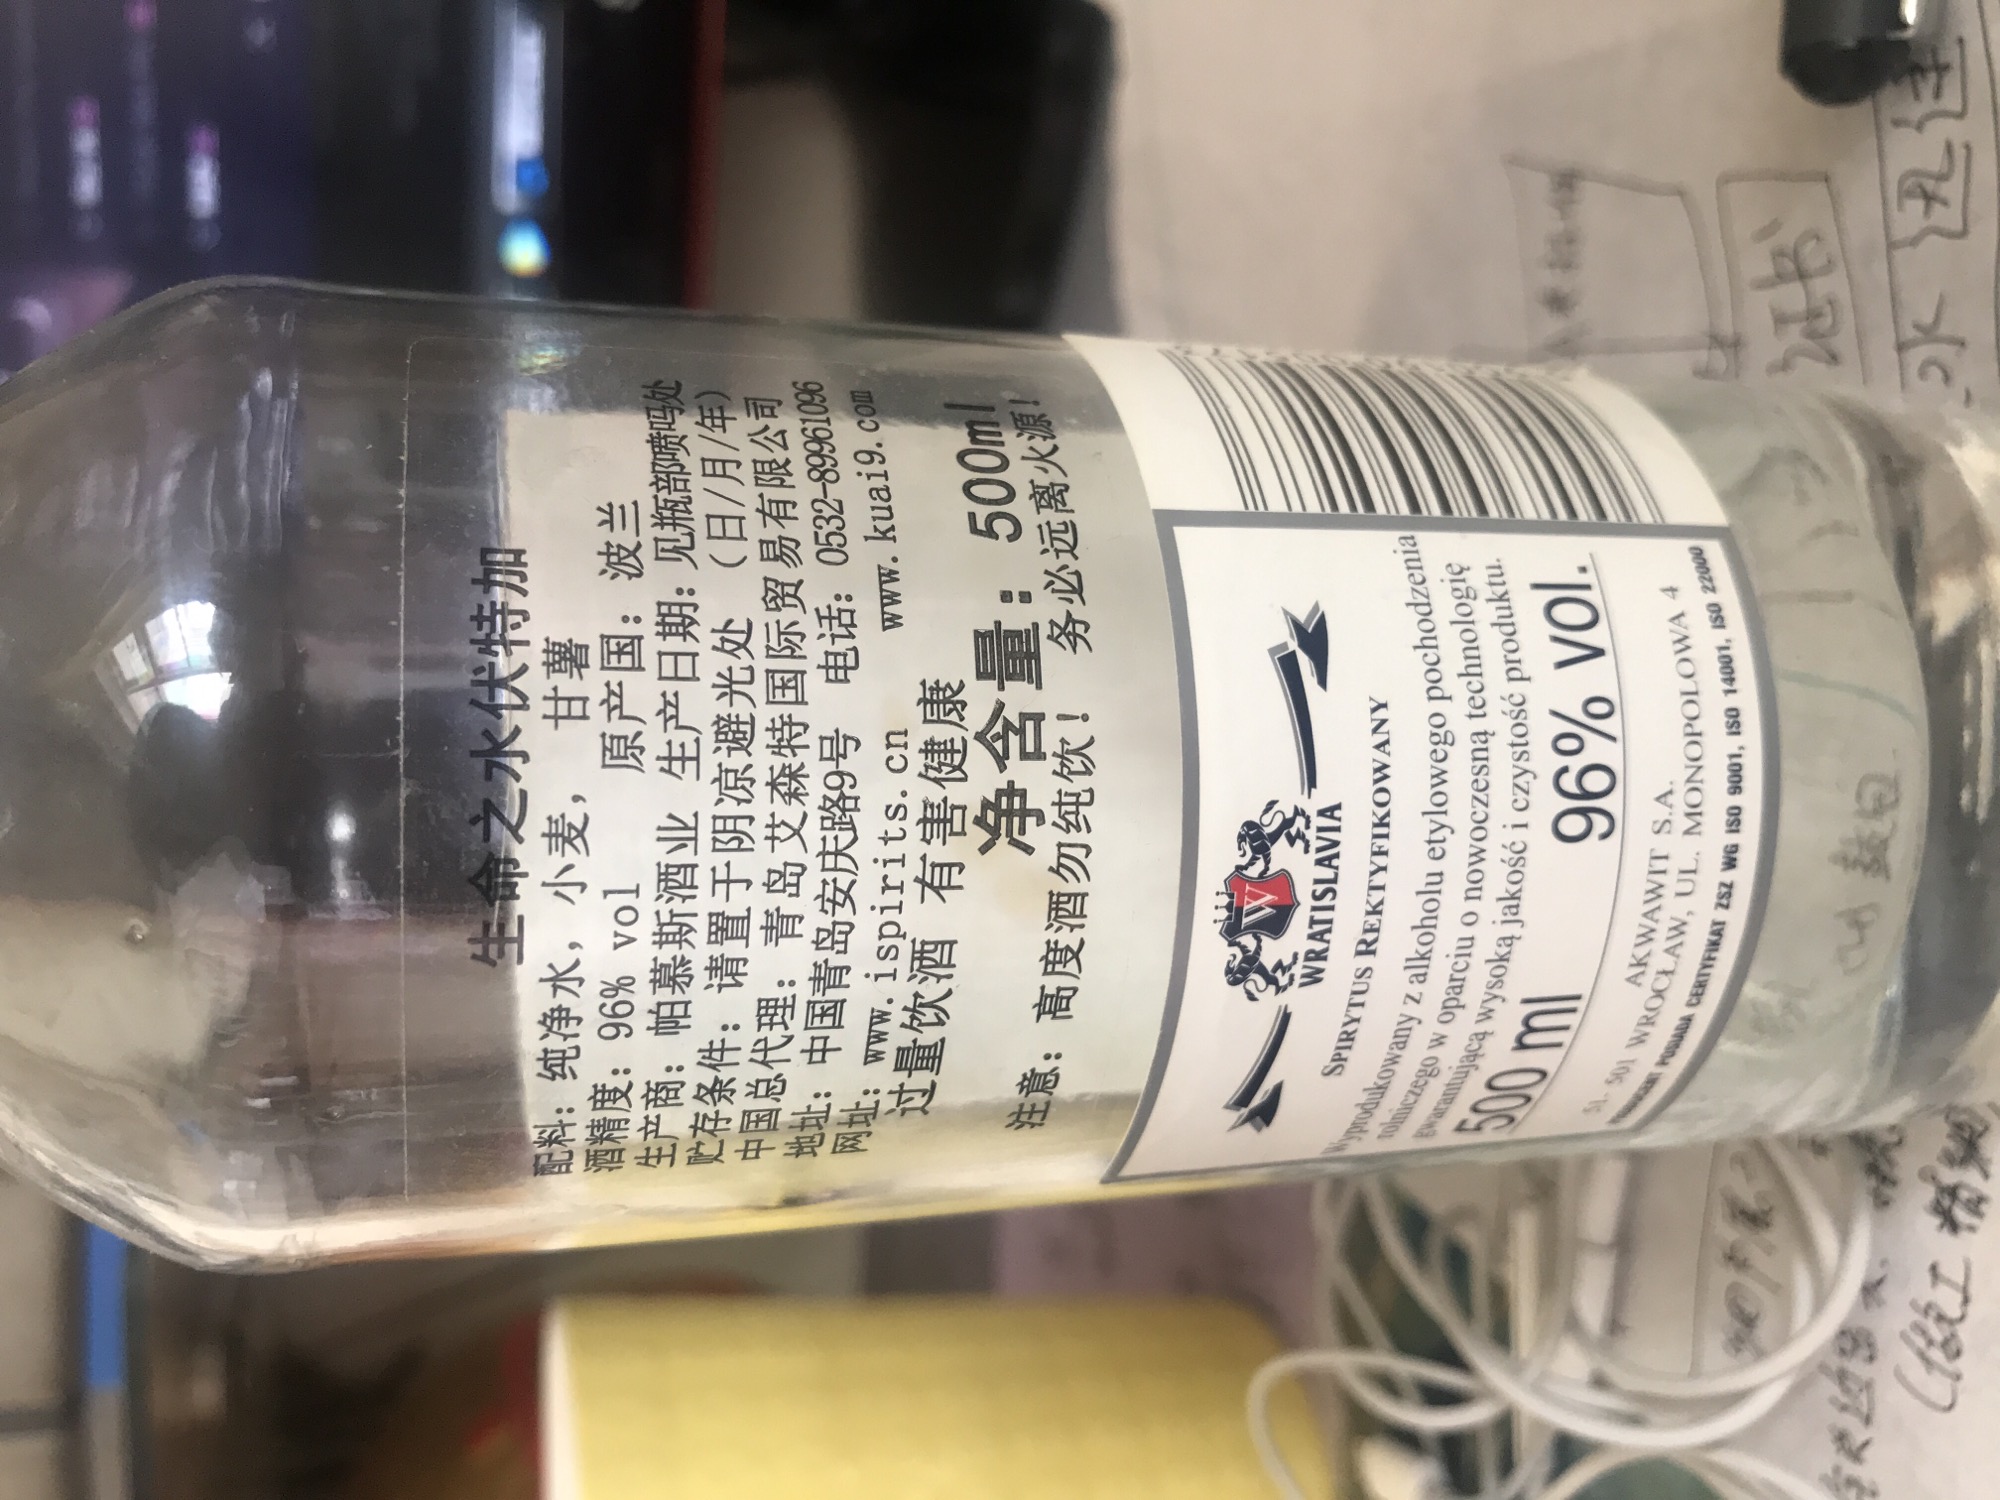 生命之水伏特加
配料：纯净水，小麦，甘薯
酒精度：96% vol 原产国：波兰
生产商：帕慕斯酒业 生产日期：见瓶部喷吗处
贮存条件：请置于阴凉避光处（日/月/年）
中国总代理：青岛艾森特国际贸易有限公司
地址：中国青岛安庆路9号 电话：0532-89961096
网址：www.ispirits.cn www.kuai9.com
过量饮酒 有害健康
净含量：500ml
注意：高度酒勿纯饮！务必远离火源！
W
WRATISLAVIA
SPIRYTUS REKTYFIKOWANY
Wyprodukowany z alkoholu etylowego pochodzenia
rolniczego w oparciu o nowoczesną technologię
gwarantującą wysoką jakość i czystość produktu.
500 ml 96% vol.
AKWAWIT S.A.
51-501 WROCŁAW, UL. MONOPOLOWA 4
PRODUCENT POSIADA CERTYFIKAT ZSZ WG ISO 9001, ISO 14001, ISO 22000
证书